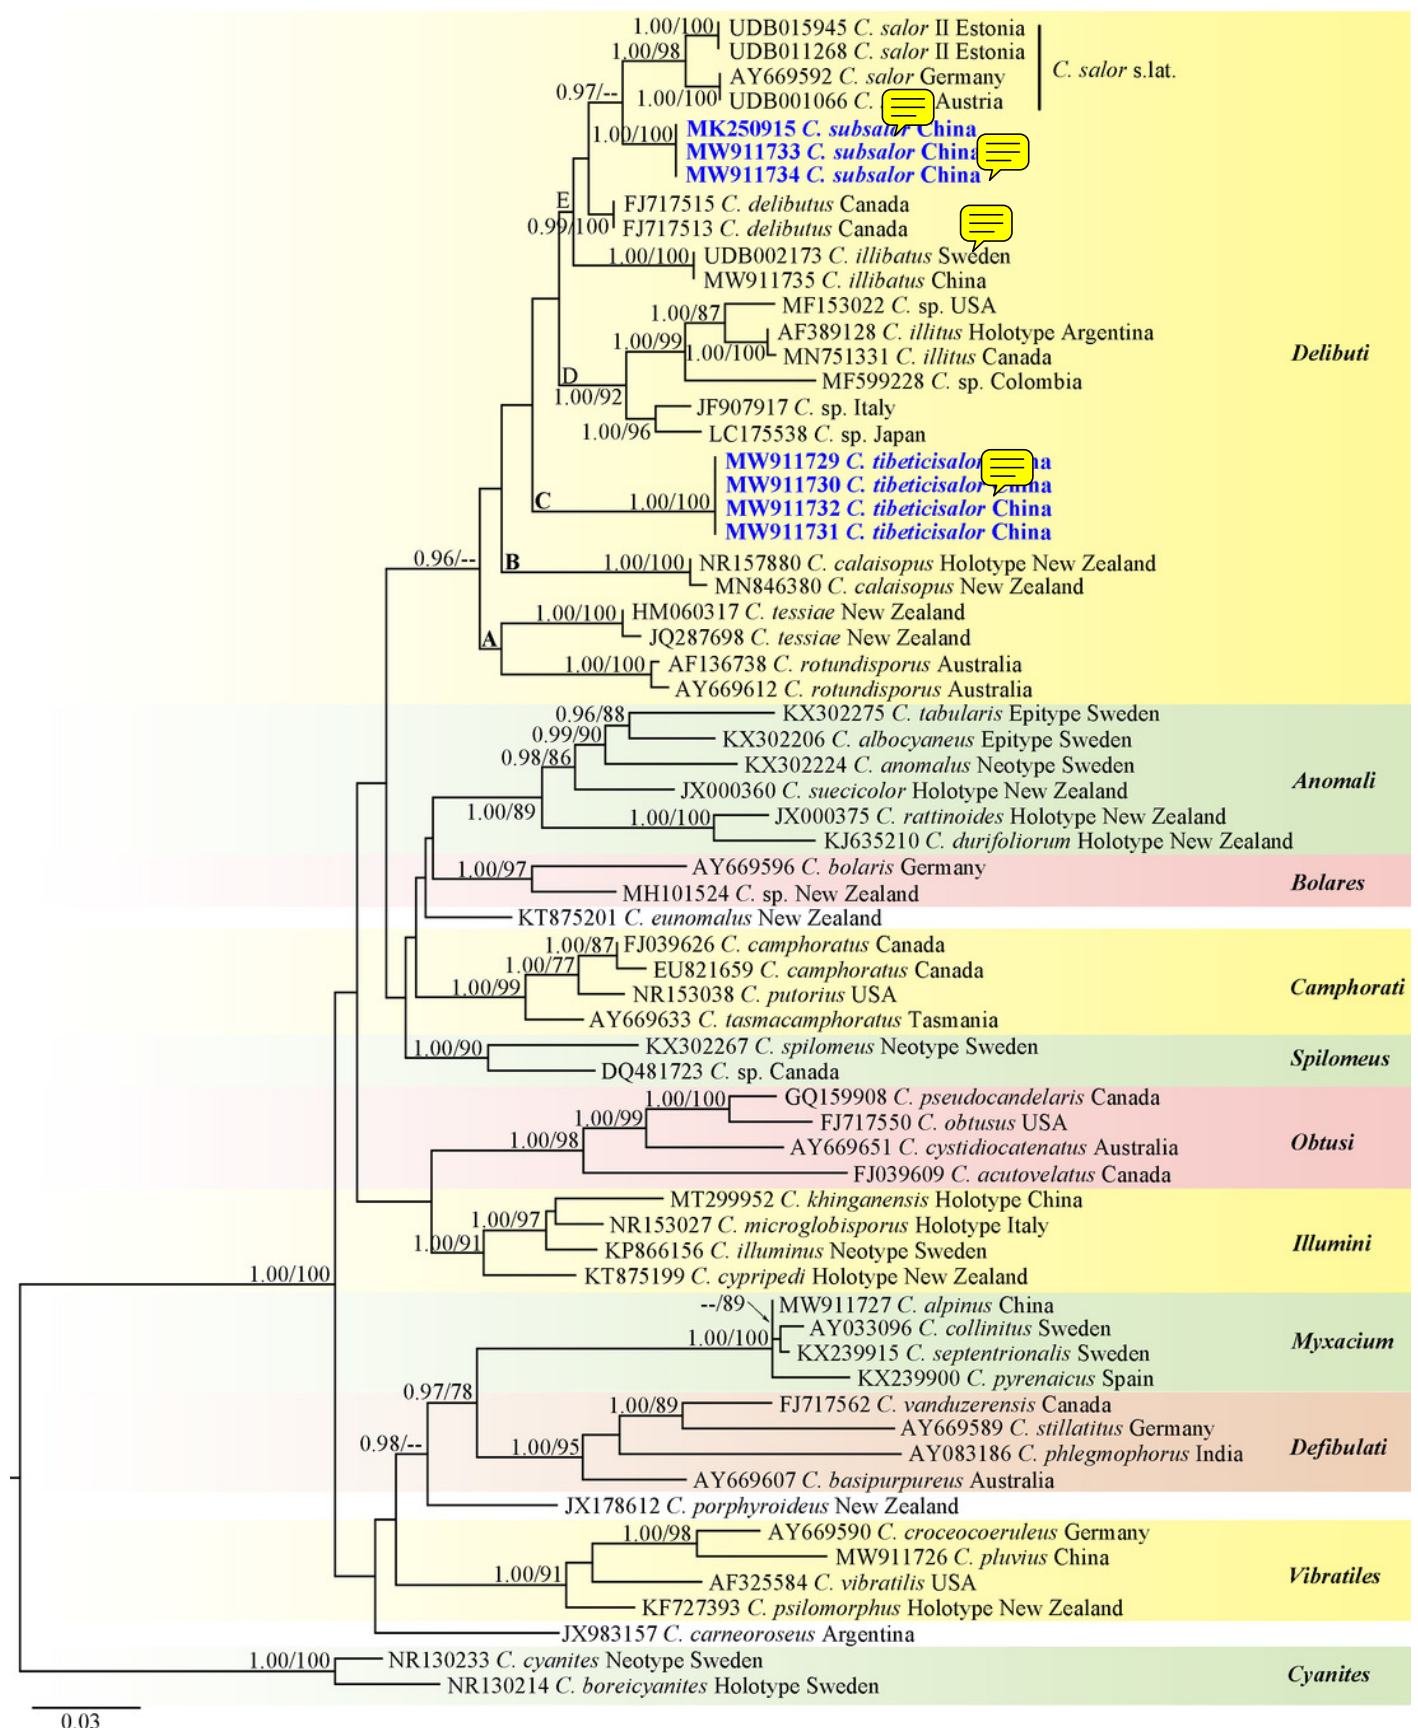 1.00/100 UDB015945 C. salor II Estonia
UDB011268 C. salor II Estonia
1.00/98
C. salor s.lat.
AY669592 C. salor Germany
0.97/--
1.00/100 UDB001066 C. Austria
1.00/100 MK250915 C. subsalor China
MW911733 C. subsalor China
MW911734 C. subsalor China
E
FJ717515 C. delibutus Canada
0.99/100 FJ717513 C. delibutus Canada
1.00/100 UDB002173 C. illibatus Sweden
MW911735 C. illibatus China
MF153022 C. sp. USA
1.00/87
AF389128 C. illitus Holotype Argentina
1.00/99
1.00/100 MN751331 C. illitus Canada
Delibuti
D
MF599228 C. sp. Colombia
1.00/92
JF907917 C. sp. Italy
1.00/96 LC175538 C. sp. Japan
MW911729 C. tibeticisalor
MW911730 C. tibeticisalor China
C 1.00/100
MW911732 C. tibeticisalor China
MW911731 C. tibeticisalor China
0.96/--
B 1.00/100 NR157880 C. calaisopus Holotype New Zealand
MN846380 C. calaisopus New Zealand
1.00/100 HM060317 C. tessiae New Zealand
A JQ287698 C. tessiae New Zealand
1.00/100 AF136738 C. rotundisporus Australia
AY669612 C. rotundisporus Australia
0.96/88 KX302275 C. tabularis Epitype Sweden
0.99/90 KX302206 C. albocyaneus Epitype Sweden
0.98/86 KX302224 C. anomalus Neotype Sweden
Anomali
JX000360 C. suecicolor Holotype New Zealand
1.00/89 1.00/100 JX000375 C. rattinoides Holotype New Zealand
KJ635210 C. durifoliorum Holotype New Zealand
1.00/97 AY669596 C. bolaris Germany
Bolares
MH101524 C. sp. New Zealand
KT875201 C. eunomalus New Zealand
1.00/87 FJ039626 C. camphoratus Canada
1.00/77 EU821659 C. camphoratus Canada
1.00/99 NR153038 C. putorius USA
Camphorati
AY669633 C. tasmacamphoratus Tasmania
1.00/90 KX302267 C. spilomeus Neotype Sweden
Spilomeus
DQ481723 C. sp. Canada
1.00/100 GQ159908 C. pseudocandelaris Canada
1.00/99 FJ717550 C. obtusus USA
1.00/98 AY669651 C. cystidiocatenatus Australia
Obtusi
FJ039609 C. acutovelatus Canada
MT299952 C. khinganensis Holotype China
1.00/97 NR153027 C. microglobisporus Holotype Italy
1.00/91 KP866156 C. illuminus Neotype Sweden
Illumini
1.00/100 KT875199 C. cypripedi Holotype New Zealand
--/89 MW911727 C. alpinus China
AY033096 C. collinitus Sweden
1.00/100 KX239915 C. septentrionalis Sweden
Myxacium
KX239900 C. pyrenaicus Spain
0.97/78
1.00/89 FJ717562 C. vanduzerensis Canada
AY669589 C. stillatitus Germany
0.98/-- 1.00/95 AY083186 C. phlegmophorus India
Defibulati
AY669607 C. basipurpureus Australia
JX178612 C. porphyroideus New Zealand
1.00/98 AY669590 C. croceocoeruleus Germany
MW911726 C. pluvius China
1.00/91 AF325584 C. vibratilis USA
Vibratiles
KF727393 C. psilomorphus Holotype New Zealand
JX983157 C. carneoroseus Argentina
1.00/100 NR130233 C. cyanites Neotype Sweden
Cyanites
NR130214 C. boreicyanites Holotype Sweden
0.03